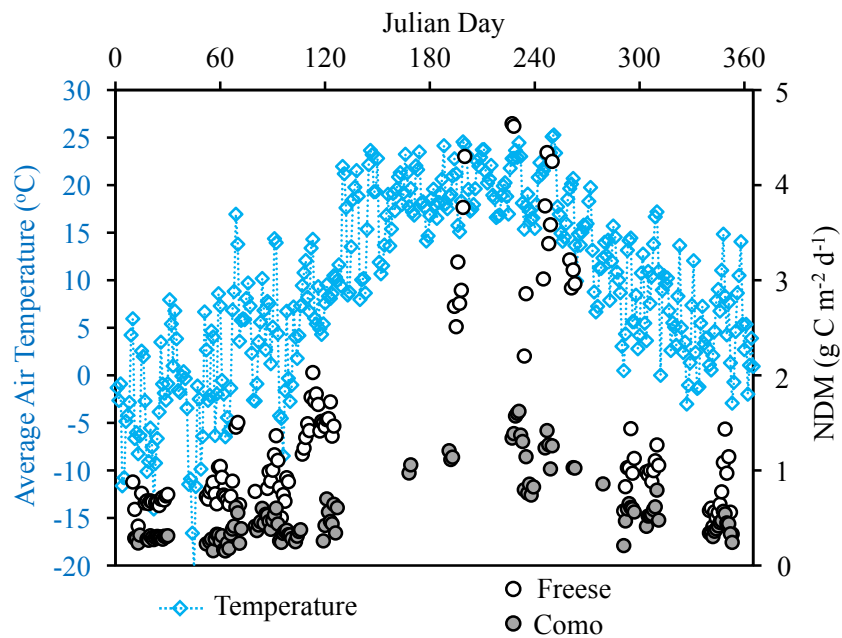 Julian Day
0 60 120 180 240 300 360
30 5
25
20 4
15
10 3
5
0 2
-5
-10 1
-15
-20 0
Average Air Temperature (ºC)
NDM (g C m⁻² d⁻¹)
Temperature
Freese
Como